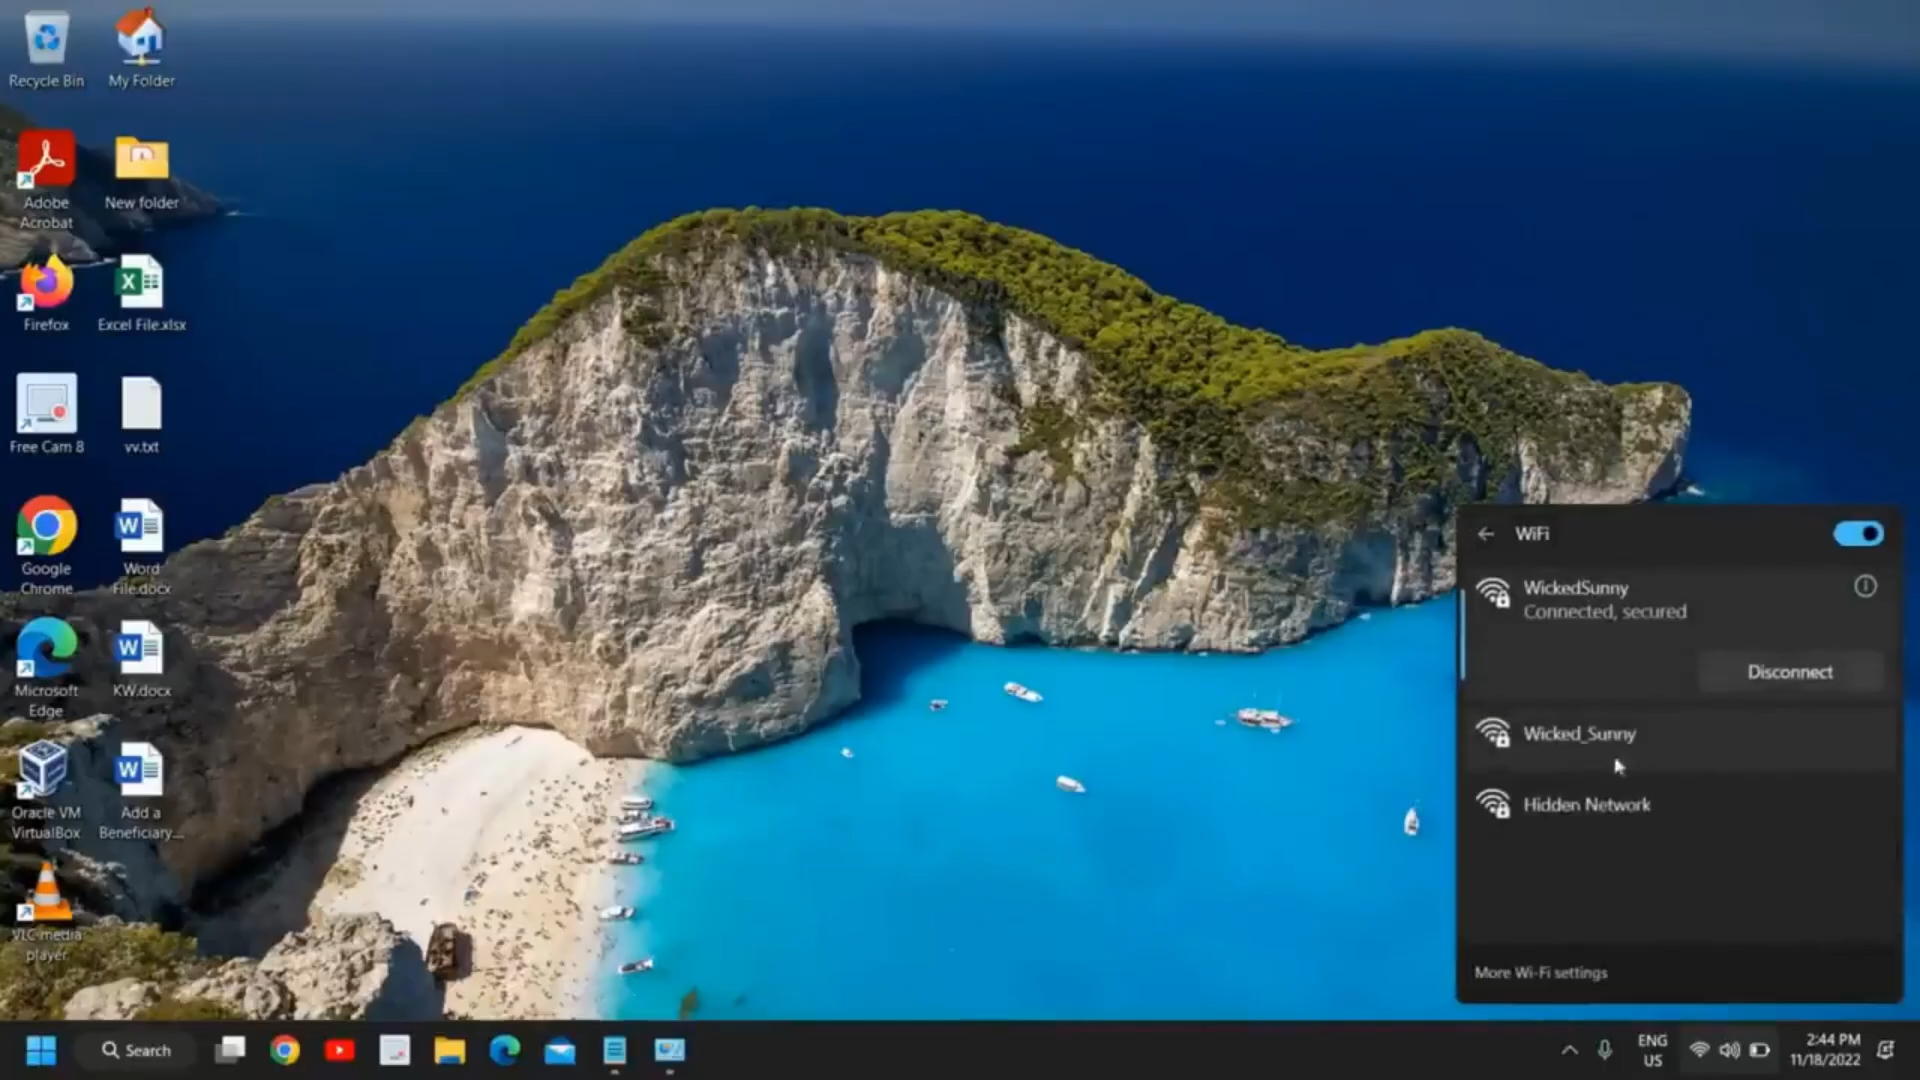 Recycle Bin
My Folder
Adobe
Acrobat
New folder
Firefox
Excel File.xlsx
Free Cam 8
vv.txt
Google
Chrome
Word
File.docx
Microsoft
Edge
KW.docx
Oracle VM
VirtualBox
Add a
Beneficiary...
VLC media
player
WiFi
WickedSunny
Connected, secured
Disconnect
Wicked_Sunny
Hidden Network
More Wi-Fi settings
Search
ENG
US
2:44 PM
11/18/2022